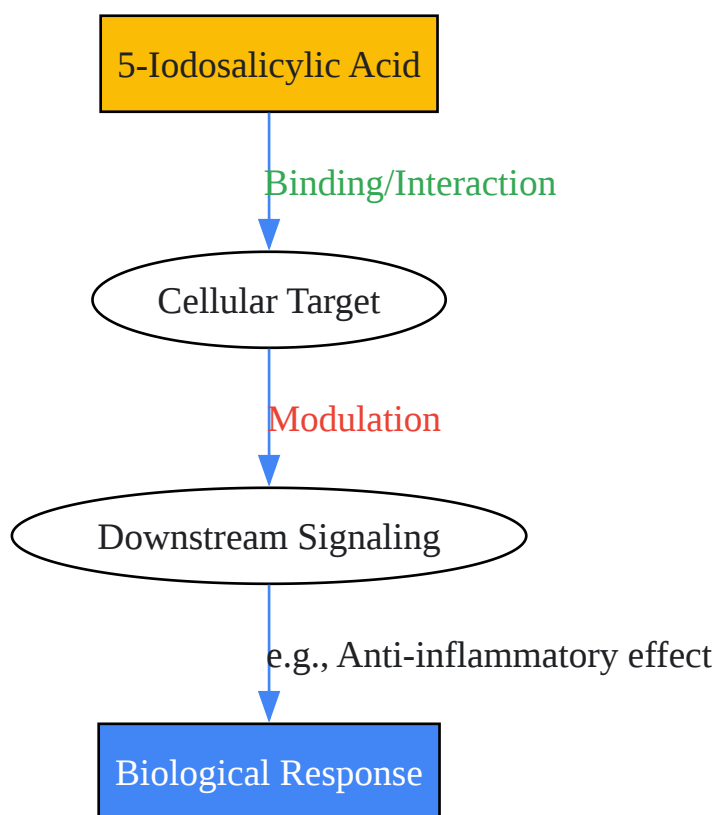 5-Iodosalicylic Acid
Binding/Interaction
Cellular Target
Modulation
Downstream Signaling
e.g., Anti-inflammatory effect
Biological Response